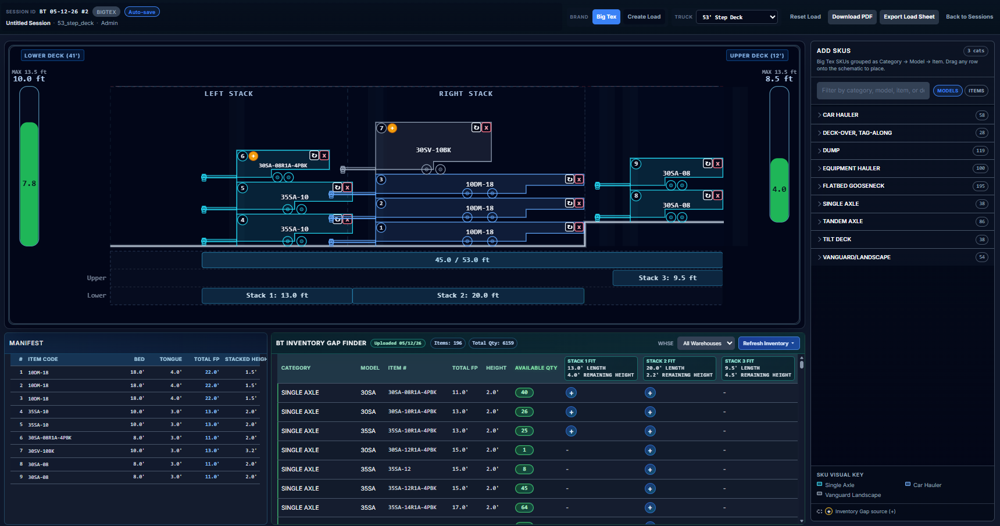 SESSION ID BT 05-12-26 #2 BIGTEX Auto-save
Untitled Session · 53_step_deck · Admin
BRAND Big Tex Create Load TRUCK 53' Step Deck Reset Load Download PDF Export Load Sheet Back to Sessions
LOWER DECK (41')
UPPER DECK (12')
MAX 13.5 ft
10.0 ft
7.8
MAX 13.5 ft
8.5 ft
4.0
LEFT STACK
RIGHT STACK
7 + ↻ x
30SV-10BK
6 + ↻ x
30SA-08R1A-4PBK
5 ↻ x
35SA-10
4 ↻ x
35SA-10
3 ↻ x
10DM-18
2 ↻ x
10DM-18
1 ↻ x
10DM-18
9 ↻ x
30SA-08
8 ↻ x
30SA-08
45.0 / 53.0 ft
Upper Stack 3: 9.5 ft
Lower Stack 1: 13.0 ft Stack 2: 20.0 ft
ADD SKUS 3 cats
Big Tex SKUs grouped as Category → Model → Item. Drag any row
onto the schematic to place.
Filter by category, model, item, or de MODELS ITEMS
CAR HAULER 58
DECK-OVER, TAG-ALONG 28
DUMP 119
EQUIPMENT HAULER 100
FLATBED GOOSENECK 195
SINGLE AXLE 38
TANDEM AXLE 86
TILT DECK 38
VANGUARD/LANDSCAPE 54
SKU VISUAL KEY
Single Axle Car Hauler
Vanguard Landscape
+ Inventory Gap source (+)
MANIFEST
# ITEM CODE BED TONGUE TOTAL FP STACKED HEIGH
1 10DM-18 18.0' 4.0' 22.0' 1.5'
2 10DM-18 18.0' 4.0' 22.0' 1.5'
3 10DM-18 18.0' 4.0' 22.0' 1.5'
4 35SA-10 10.0' 3.0' 13.0' 2.0'
5 35SA-10 10.0' 3.0' 13.0' 2.0'
6 30SA-08R1A-4PBK 8.0' 3.0' 11.0' 2.0'
7 30SV-10BK 10.0' 3.0' 13.0' 3.2'
8 30SA-08 8.0' 3.0' 11.0' 2.0'
9 30SA-08 8.0' 3.0' 11.0' 2.0'
BT INVENTORY GAP FINDER Uploaded 05/12/26 Items: 196 Total Qty: 6159 WHSE All Warehouses Refresh Inventory
CATEGORY MODEL ITEM # TOTAL FP HEIGHT AVAILABLE QTY
STACK 1 FIT
13.0' LENGTH
4.0' REMAINING HEIGHT
STACK 2 FIT
20.0' LENGTH
2.2' REMAINING HEIGHT
STACK 3 FIT
9.5' LENGTH
4.5' REMAINING HEIGHT
SINGLE AXLE 30SA 30SA-08R1A-4PBK 11.0' 2.0' 40 + + -
SINGLE AXLE 30SA 30SA-10R1A-4PBK 13.0' 2.0' 26 + + -
SINGLE AXLE 35SA 35SA-10R1A-4PBK 13.0' 2.0' 25 + + -
SINGLE AXLE 30SA 30SA-12R1A-4PBK 15.0' 2.0' 1 - + -
SINGLE AXLE 35SA 35SA-12 15.0' 2.0' 8 - + -
SINGLE AXLE 35SA 35SA-12R1A-4PBK 15.0' 2.0' 45 - + -
SINGLE AXLE 35SA 35SA-14R1A-4PBK 17.0' 2.0' 64 - + -